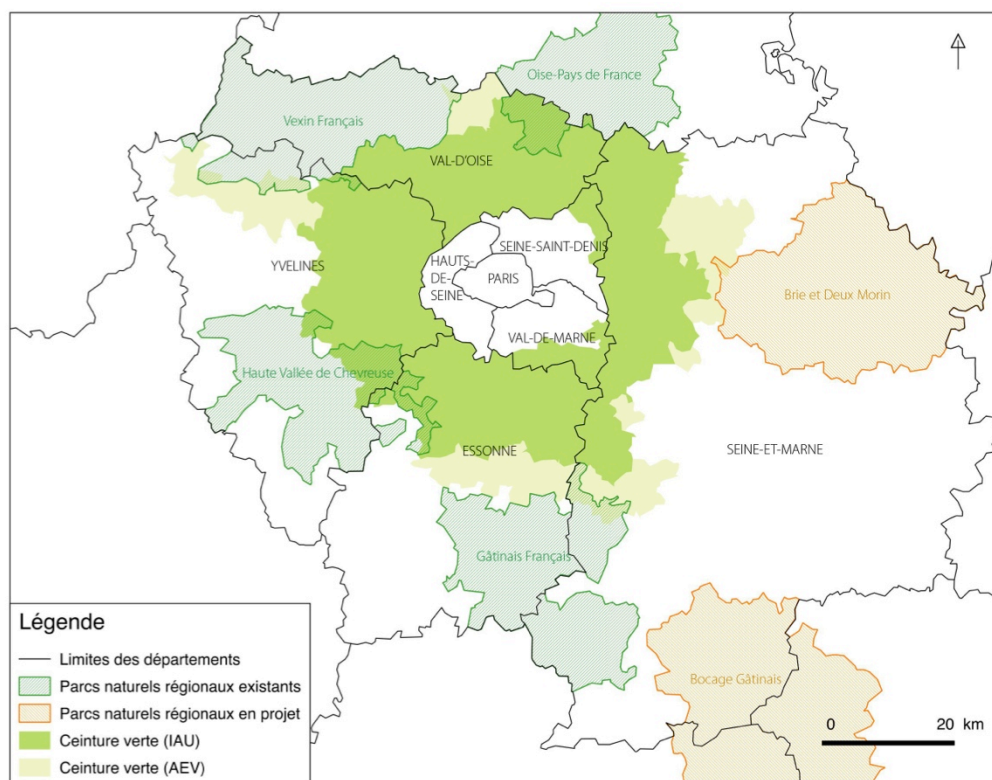 Oise-Pays de France
Vexin Français
VAL-D'OISE
SEINE-SAINT-DENIS
HAUTS-
DE-
SEINE
PARIS
YVELINES
Brie et Deux Morin
VAL-DE-MARNE
Haute Vallée de Chevreuse
ESSONNE
SEINE-ET-MARNE
Gâtinais Français
Bocage Gâtinais
Légende
Limites des départements
Parcs naturels régionaux existants
Parcs naturels régionaux en projet
Ceinture verte (IAU)
Ceinture verte (AEV)
0 20 km